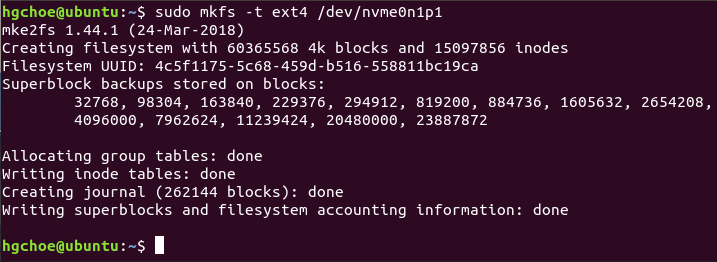 hgchoe@ubuntu:~$ sudo mkfs -t ext4 /dev/nvme0n1p1
mke2fs 1.44.1 (24-Mar-2018)
Creating filesystem with 60365568 4k blocks and 15097856 inodes
Filesystem UUID: 4c5f1175-5c68-459d-b516-558811bc19ca
Superblock backups stored on blocks:
        32768, 98304, 163840, 229376, 294912, 819200, 884736, 1605632, 2654208,
        4096000, 7962624, 11239424, 20480000, 23887872

Allocating group tables: done
Writing inode tables: done
Creating journal (262144 blocks): done
Writing superblocks and filesystem accounting information: done

hgchoe@ubuntu:~$